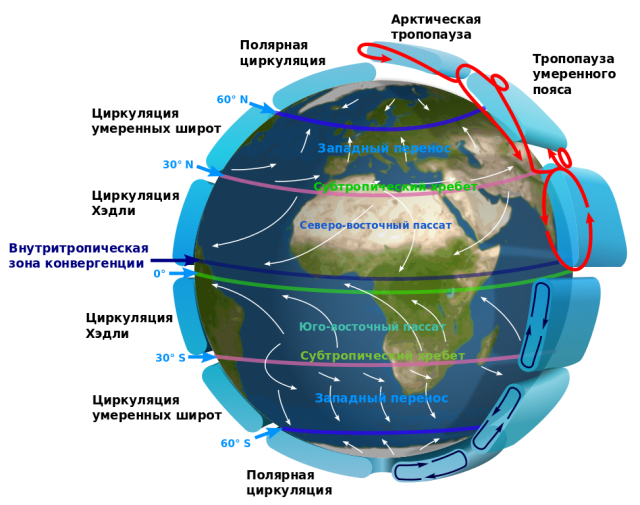 Арктическая
тропопауза
Полярная
циркуляция
Тропопауза
умеренного
пояса
60° N
Циркуляция
умеренных широт
Западный перенос
30° N
Субтропический хребет
Циркуляция
Хэдли
Северо-восточный пассат
Внутритропическая
зона конвергенции
0°
Циркуляция
Хэдли
Юго-восточный пассат
30° S
Субтропический хребет
Циркуляция
умеренных широт
Западный перенос
60° S
Полярная
циркуляция